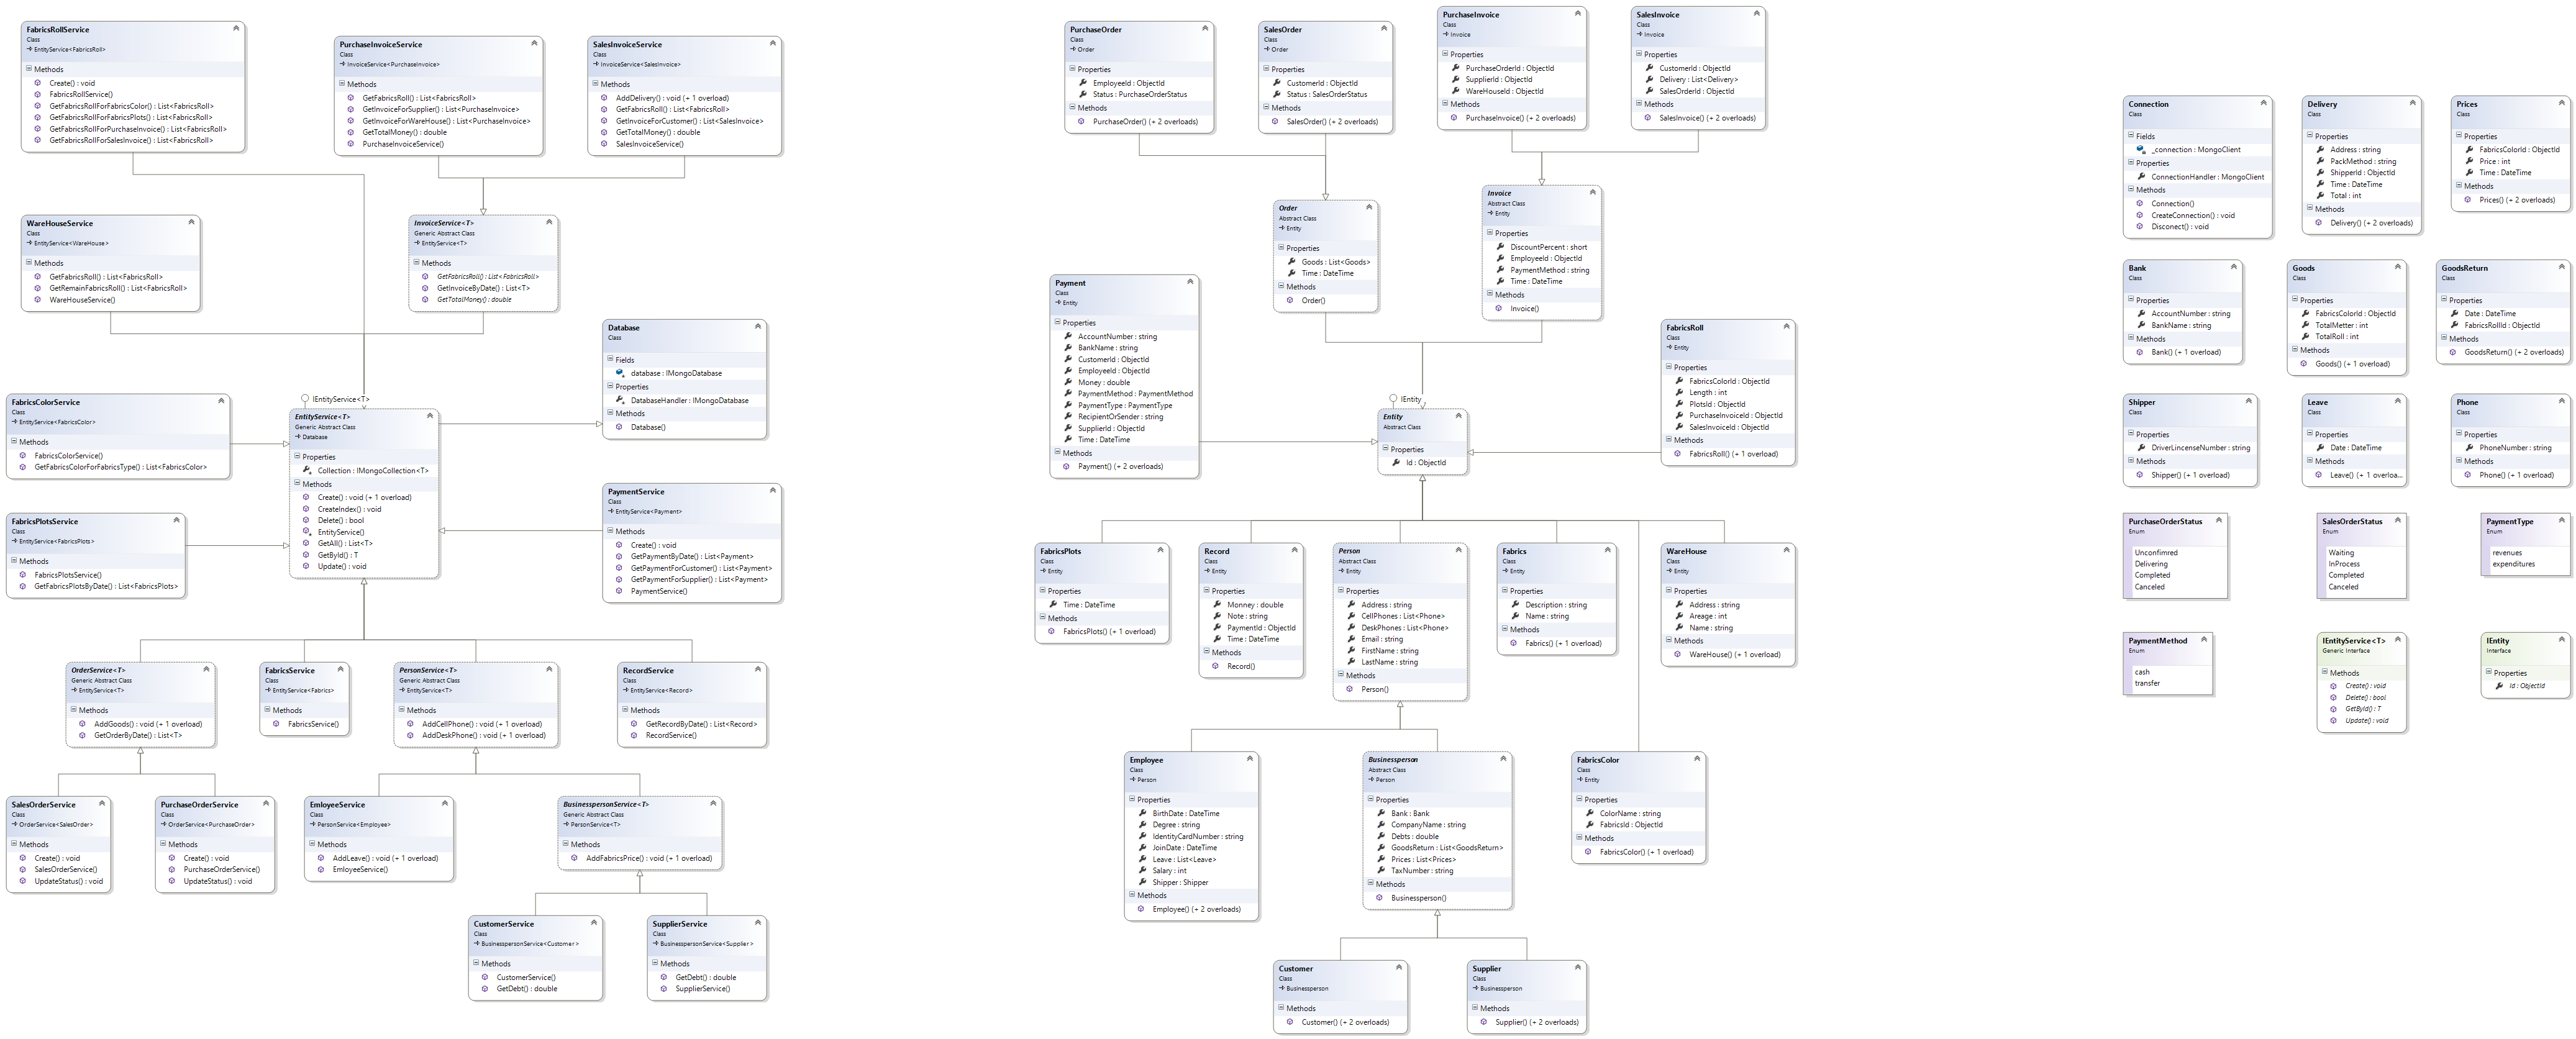 FabricsRollService
Class
EntityService<FabricsRoll>
Methods
Create() : void
FabricsRollService()
GetFabricsRollForFabricsColor() : List<FabricsRoll>
GetFabricsRollForFabricsPlots() : List<FabricsRoll>
GetFabricsRollForPurchaseInvoice() : List<FabricsRoll>
GetFabricsRollForSalesInvoice() : List<FabricsRoll>
PurchaseInvoiceService
Class
InvoiceService<PurchaseInvoice>
Methods
GetFabricsRoll() : List<FabricsRoll>
GetInvoiceForSupplier() : List<PurchaseInvoice>
GetInvoiceForWareHouse() : List<PurchaseInvoice>
GetTotalMoney() : double
PurchaseInvoiceService()
SalesInvoiceService
Class
InvoiceService<SalesInvoice>
Methods
AddDelivery() : void (+ 1 overload)
GetFabricsRoll() : List<FabricsRoll>
GetInvoiceForCustomer() : List<SalesInvoice>
GetTotalMoney() : double
SalesInvoiceService()
WareHouseService
Class
EntityService<WareHouse>
Methods
GetFabricsRoll() : List<FabricsRoll>
GetRemainFabricsRoll() : List<FabricsRoll>
WareHouseService()
InvoiceService<T>
Generic Abstract Class
EntityService<T>
Methods
GetFabricsRoll() : List<FabricsRoll>
GetInvoiceByDate() : List<T>
GetTotalMoney() : double
Database
Class
Fields
database : IMongoDatabase
Properties
DatabaseHandler : IMongoDatabase
Methods
Database()
FabricsColorService
Class
EntityService<FabricsColor>
Methods
FabricsColorService()
GetFabricsColorForFabricsType() : List<FabricsColor>
IEntityService<T>
EntityService<T>
Generic Abstract Class
Database
Properties
Collection : IMongoCollection<T>
Methods
Create() : void (+ 1 overload)
CreateIndex() : void
Delete() : bool
EntityService()
GetAll() : List<T>
GetById() : T
Update() : void
FabricsPlotsService
Class
EntityService<FabricsPlots>
Methods
FabricsPlotsService()
GetFabricsPlotsByDate() : List<FabricsPlots>
PaymentService
Class
EntityService<Payment>
Methods
Create() : void
GetPaymentByDate() : List<Payment>
GetPaymentForCustomer() : List<Payment>
GetPaymentForSupplier() : List<Payment>
PaymentService()
OrderService<T>
Generic Abstract Class
EntityService<T>
Methods
AddGoods() : void (+ 1 overload)
GetOrderByDate() : List<T>
FabricsService
Class
EntityService<Fabrics>
Methods
FabricsService()
PersonService<T>
Generic Abstract Class
EntityService<T>
Methods
AddCellPhone() : void (+ 1 overload)
AddDeskPhone() : void (+ 1 overload)
RecordService
Class
EntityService<Record>
Methods
GetRecordByDate() : List<Record>
RecordService()
SalesOrderService
Class
OrderService<SalesOrder>
Methods
Create() : void
SalesOrderService()
UpdateStatus() : void
PurchaseOrderService
Class
OrderService<PurchaseOrder>
Methods
Create() : void
PurchaseOrderService()
UpdateStatus() : void
EmloyeeService
Class
PersonService<Employee>
Methods
AddLeave() : void (+ 1 overload)
EmloyeeService()
BusinesspersonService<T>
Generic Abstract Class
PersonService<T>
Methods
AddFabricsPrice() : void (+ 1 overload)
CustomerService
Class
BusinesspersonService<Customer>
Methods
CustomerService()
GetDebt() : double
SupplierService
Class
BusinesspersonService<Supplier>
Methods
GetDebt() : double
SupplierService()
PurchaseOrder
Class
Order
Properties
EmployeeId : ObjectId
Status : PurchaseOrderStatus
Methods
PurchaseOrder() (+ 2 overloads)
SalesOrder
Class
Order
Properties
CustomerId : ObjectId
Status : SalesOrderStatus
Methods
SalesOrder() (+ 2 overloads)
PurchaseInvoice
Class
Invoice
Properties
PurchaseOrderId : ObjectId
SupplierId : ObjectId
WareHouseId : ObjectId
Methods
PurchaseInvoice() (+ 2 overloads)
SalesInvoice
Class
Invoice
Properties
CustomerId : ObjectId
Delivery : List<Delivery>
SalesOrderId : ObjectId
Methods
SalesInvoice() (+ 2 overloads)
Order
Abstract Class
Entity
Properties
Goods : List<Goods>
Time : DateTime
Methods
Order()
Invoice
Abstract Class
Entity
Properties
DiscountPercent : short
EmployeeId : ObjectId
PaymentMethod : string
Time : DateTime
Methods
Invoice()
Payment
Class
Entity
Properties
AccountNumber : string
BankName : string
CustomerId : ObjectId
EmployeeId : ObjectId
Money : double
PaymentMethod : PaymentMethod
PaymentType : PaymentType
RecipientOrSender : string
SupplierId : ObjectId
Time : DateTime
Methods
Payment() (+ 2 overloads)
IEntity
Entity
Abstract Class
Properties
Id : ObjectId
FabricsRoll
Class
Entity
Properties
FabricsColorId : ObjectId
Length : int
PlotsId : ObjectId
PurchaseInvoiceId : ObjectId
SalesInvoiceId : ObjectId
Methods
FabricsRoll() (+ 1 overload)
FabricsPlots
Class
Entity
Properties
Time : DateTime
Methods
FabricsPlots() (+ 1 overload)
Record
Class
Entity
Properties
Monney : double
Note : string
PaymentId : ObjectId
Time : DateTime
Methods
Record()
Person
Abstract Class
Entity
Properties
Address : string
CellPhones : List<Phone>
DeskPhones : List<Phone>
Email : string
FirstName : string
LastName : string
Methods
Person()
Fabrics
Class
Entity
Properties
Description : string
Name : string
Methods
Fabrics() (+ 1 overload)
WareHouse
Class
Entity
Properties
Address : string
Areage : int
Name : string
Methods
WareHouse() (+ 1 overload)
Employee
Class
Person
Properties
BirthDate : DateTime
Degree : string
IdentityCardNumber : string
JoinDate : DateTime
Leave : List<Leave>
Salary : int
Shipper : Shipper
Methods
Employee() (+ 2 overloads)
Businessperson
Abstract Class
Person
Properties
Bank : Bank
CompanyName : string
Debts : double
GoodsReturn : List<GoodsReturn>
Prices : List<Prices>
TaxNumber : string
Methods
Businessperson()
FabricsColor
Class
Entity
Properties
ColorName : string
FabricsId : ObjectId
Methods
FabricsColor() (+ 1 overload)
Customer
Class
Businessperson
Methods
Customer() (+ 2 overloads)
Supplier
Class
Businessperson
Methods
Supplier() (+ 2 overloads)
Connection
Class
Fields
_connection : MongoClient
Properties
ConnectionHandler : MongoClient
Methods
Connection()
CreateConnection() : void
Disconect() : void
Delivery
Class
Properties
Address : string
PackMethod : string
ShipperId : ObjectId
Time : DateTime
Total : int
Methods
Delivery() (+ 2 overloads)
Prices
Class
Properties
FabricsColorId : ObjectId
Price : int
Time : DateTime
Methods
Prices() (+ 2 overloads)
Bank
Class
Properties
AccountNumber : string
BankName : string
Methods
Bank() (+ 1 overload)
Goods
Class
Properties
FabricsColorId : ObjectId
TotalMetter : int
TotalRoll : int
Methods
Goods() (+ 1 overload)
GoodsReturn
Class
Properties
Date : DateTime
FabricsRollId : ObjectId
Methods
GoodsReturn() (+ 2 overloads)
Shipper
Class
Properties
DriverLincenseNumber : string
Methods
Shipper() (+ 1 overload)
Leave
Class
Properties
Date : DateTime
Methods
Leave() (+ 1 overloa...
Phone
Class
Properties
PhoneNumber : string
Methods
Phone() (+ 1 overload)
PurchaseOrderStatus
Enum
Unconfimred
Delivering
Completed
Canceled
SalesOrderStatus
Enum
Waiting
InProcess
Completed
Canceled
PaymentType
Enum
revenues
expenditures
PaymentMethod
Enum
cash
transfer
IEntityService<T>
Generic Interface
Methods
Create() : void
Delete() : bool
GetById() : T
Update() : void
IEntity
Interface
Properties
Id : ObjectId